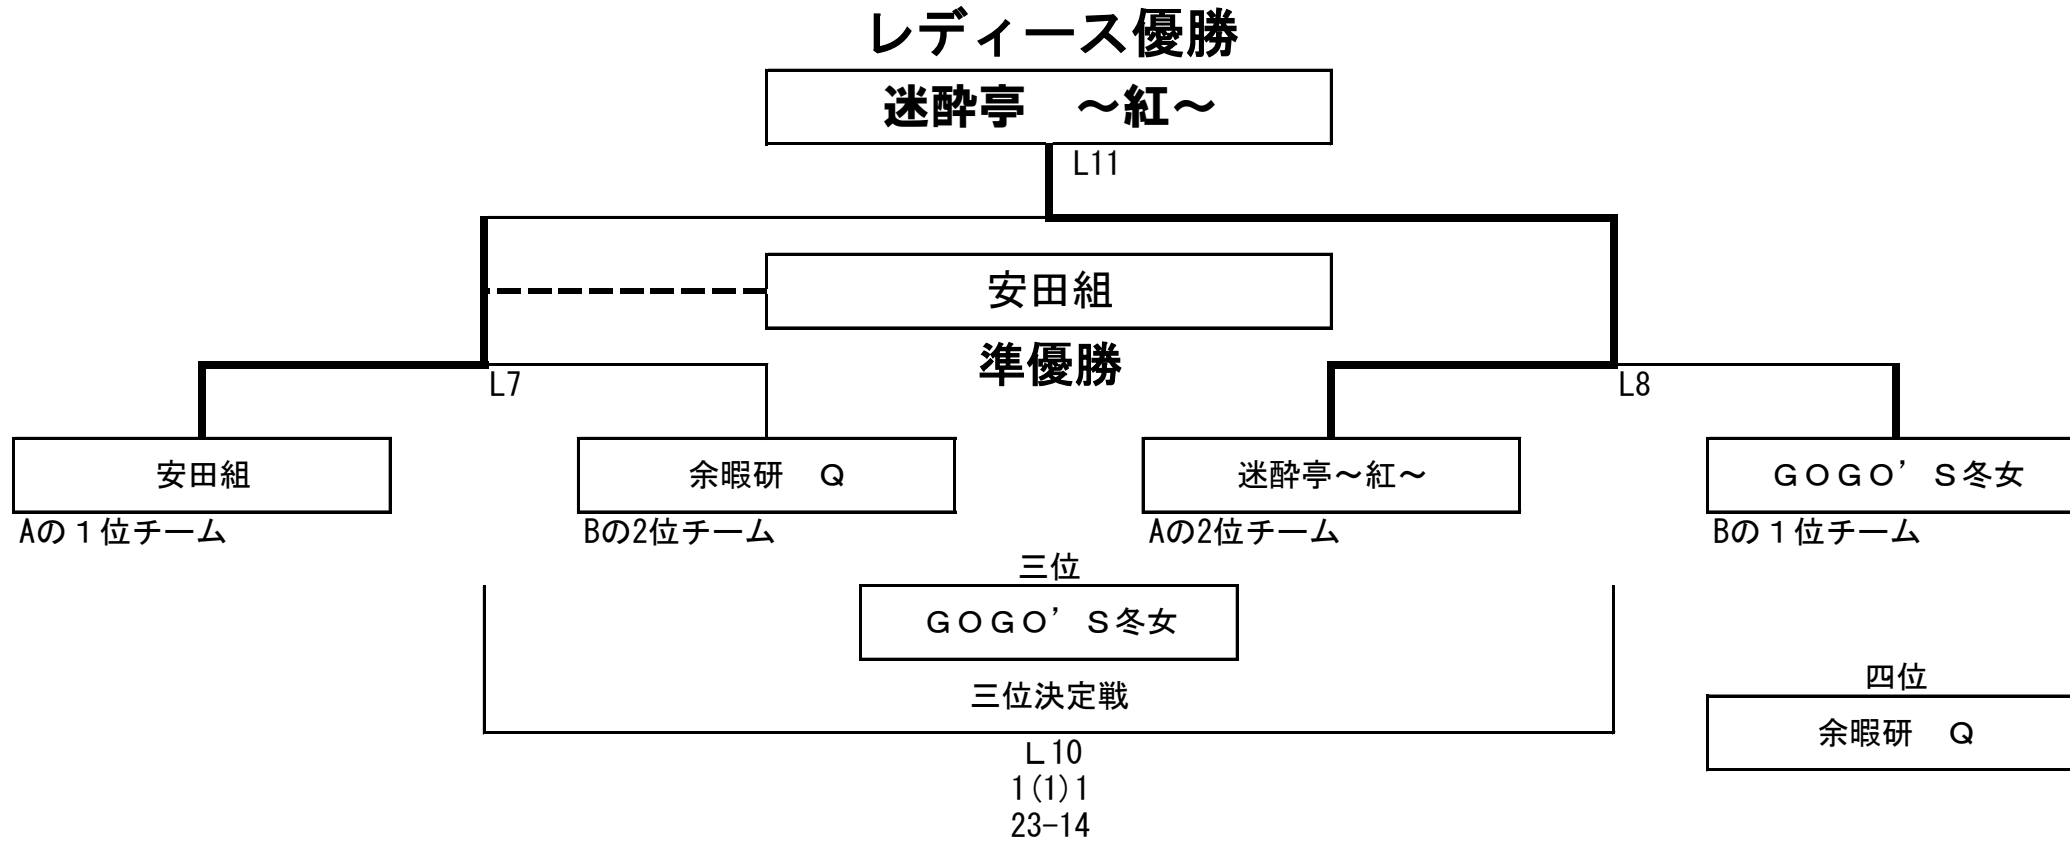 レディース優勝
迷酔亭　～紅～
L11
安田組
準優勝
L7
L8
安田組
余暇研　Ｑ
迷酔亭～紅～
ＧＯＧＯ’Ｓ冬女
Aの１位チーム
Bの2位チーム
Aの2位チーム
Bの１位チーム
三位
ＧＯＧＯ’Ｓ冬女
三位決定戦
四位
余暇研　Ｑ
Ｌ10
1(1)1
23-14